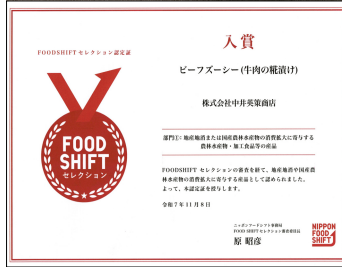 FOODSHIFTセレクション認定証
入賞
ビーフズーシー(牛肉の糀漬け)
株式会社中井英策商店
FOOD
SHIFT
セレクション
部門①:地産地消または国産農林水産物の消費拡大に寄与する
農林水産物・加工食品等の産品
FOODSHIFT セレクションの審査を経て、地産地消や国産農
林水産物の消費拡大に寄与する産品として認められました。
よって、本認定証を授与します。
令和7年11月8日
ニッポンフードシフト事務局
FOOD SHIFTセレクション審査委員長
原 昭彦
NIPPON
FOOD
SHIFT